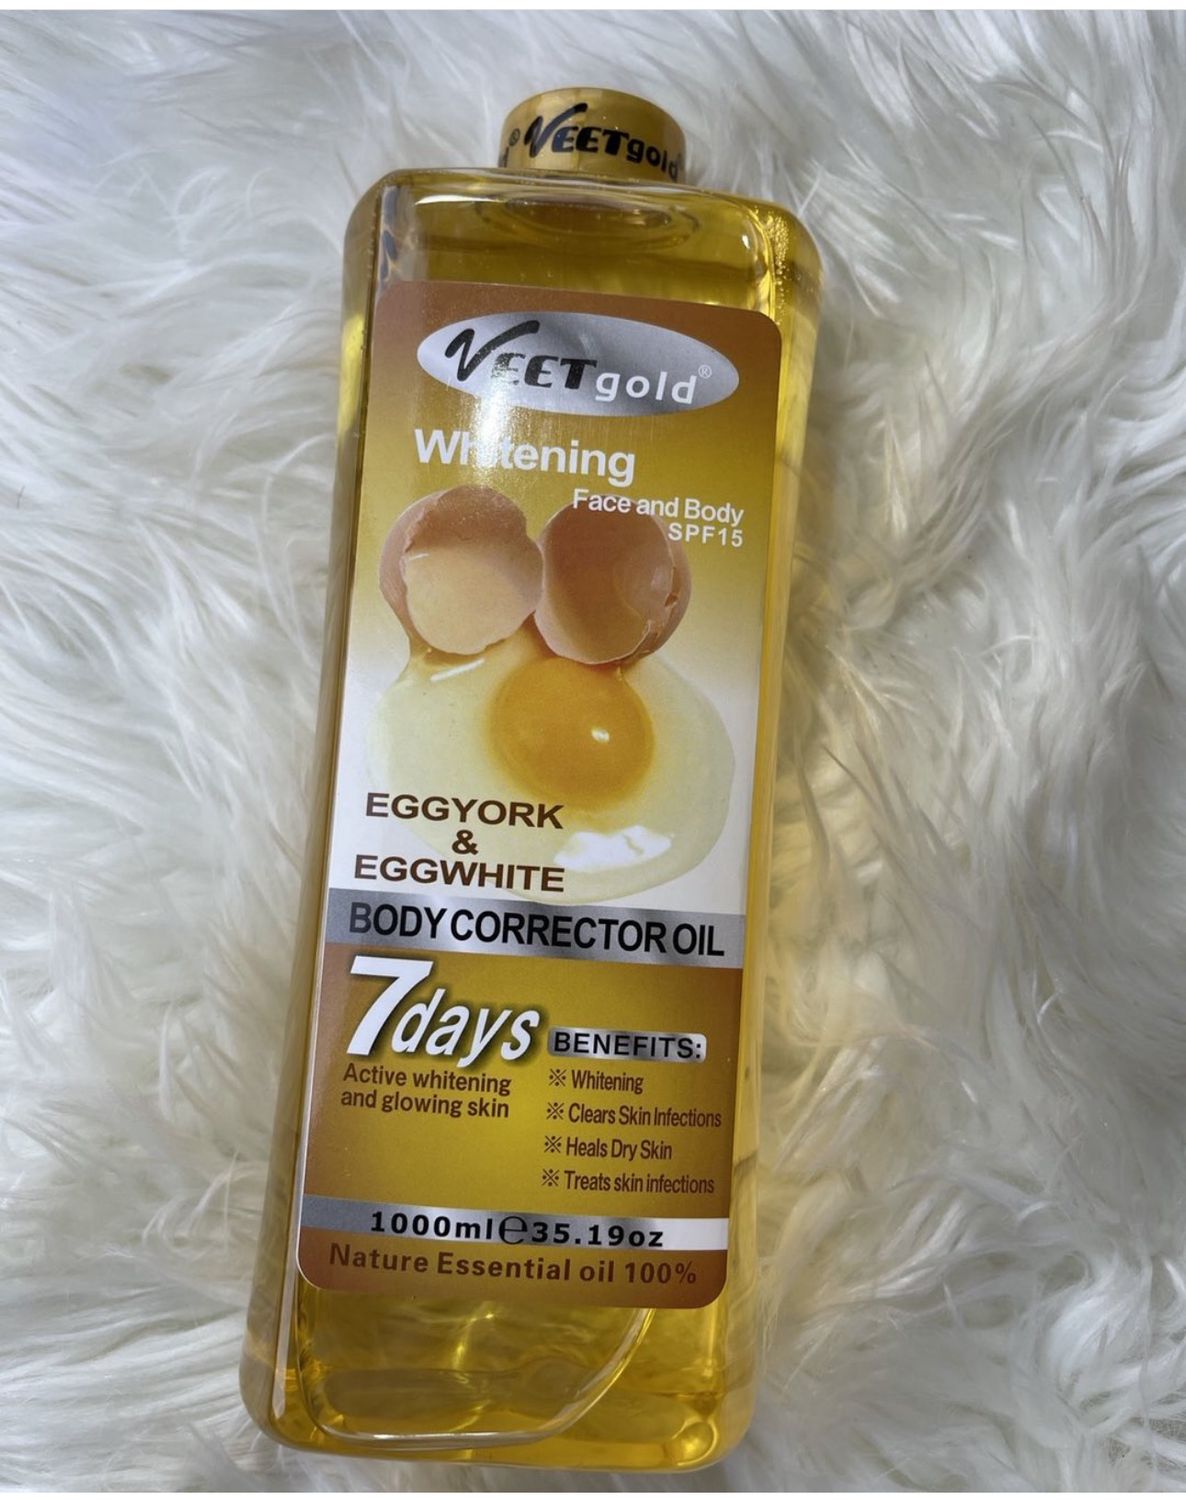 VEETgold
VEETgold®
Whitening
Face and Body
SPF15
EGGYORK
&
EGGWHITE
BODY CORRECTOR OIL
7days
Active whitening
and glowing skin
BENEFITS:
※ Whitening
※ Clears Skin Infections
※ Heals Dry Skin
※ Treats skin infections
1000ml℮35.19oz
Nature Essential oil 100%